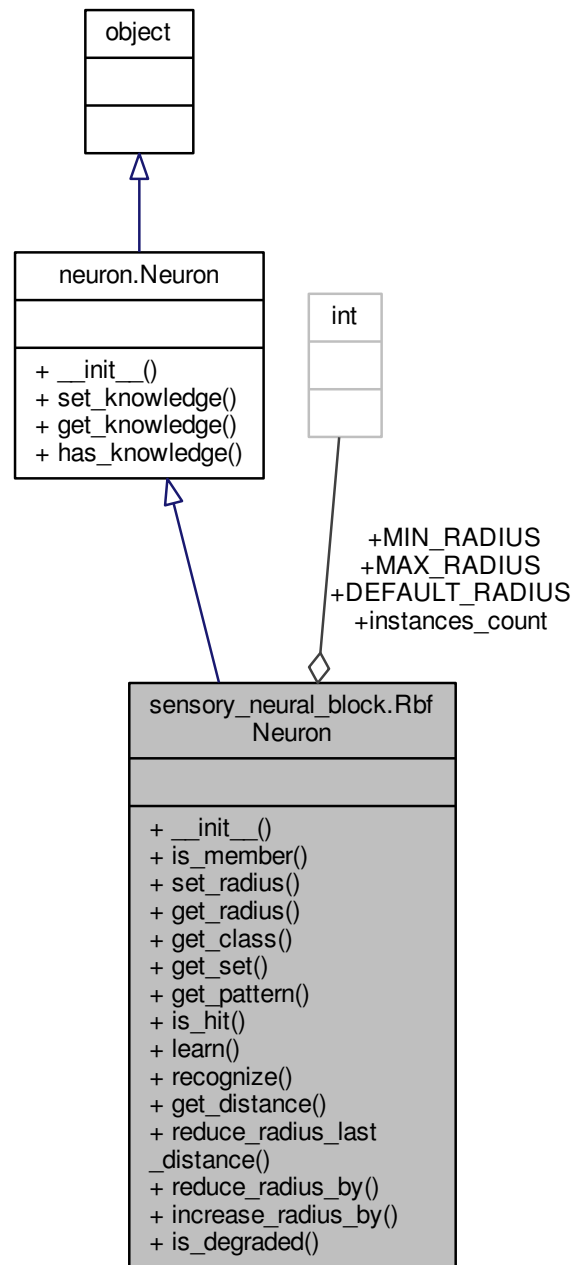 object
neuron.Neuron
+ __init__()
+ set_knowledge()
+ get_knowledge()
+ has_knowledge()
int
+MIN_RADIUS
+MAX_RADIUS
+DEFAULT_RADIUS
+instances_count
sensory_neural_block.Rbf
Neuron
+ __init__()
+ is_member()
+ set_radius()
+ get_radius()
+ get_class()
+ get_set()
+ get_pattern()
+ is_hit()
+ learn()
+ recognize()
+ get_distance()
+ reduce_radius_last
_distance()
+ reduce_radius_by()
+ increase_radius_by()
+ is_degraded()